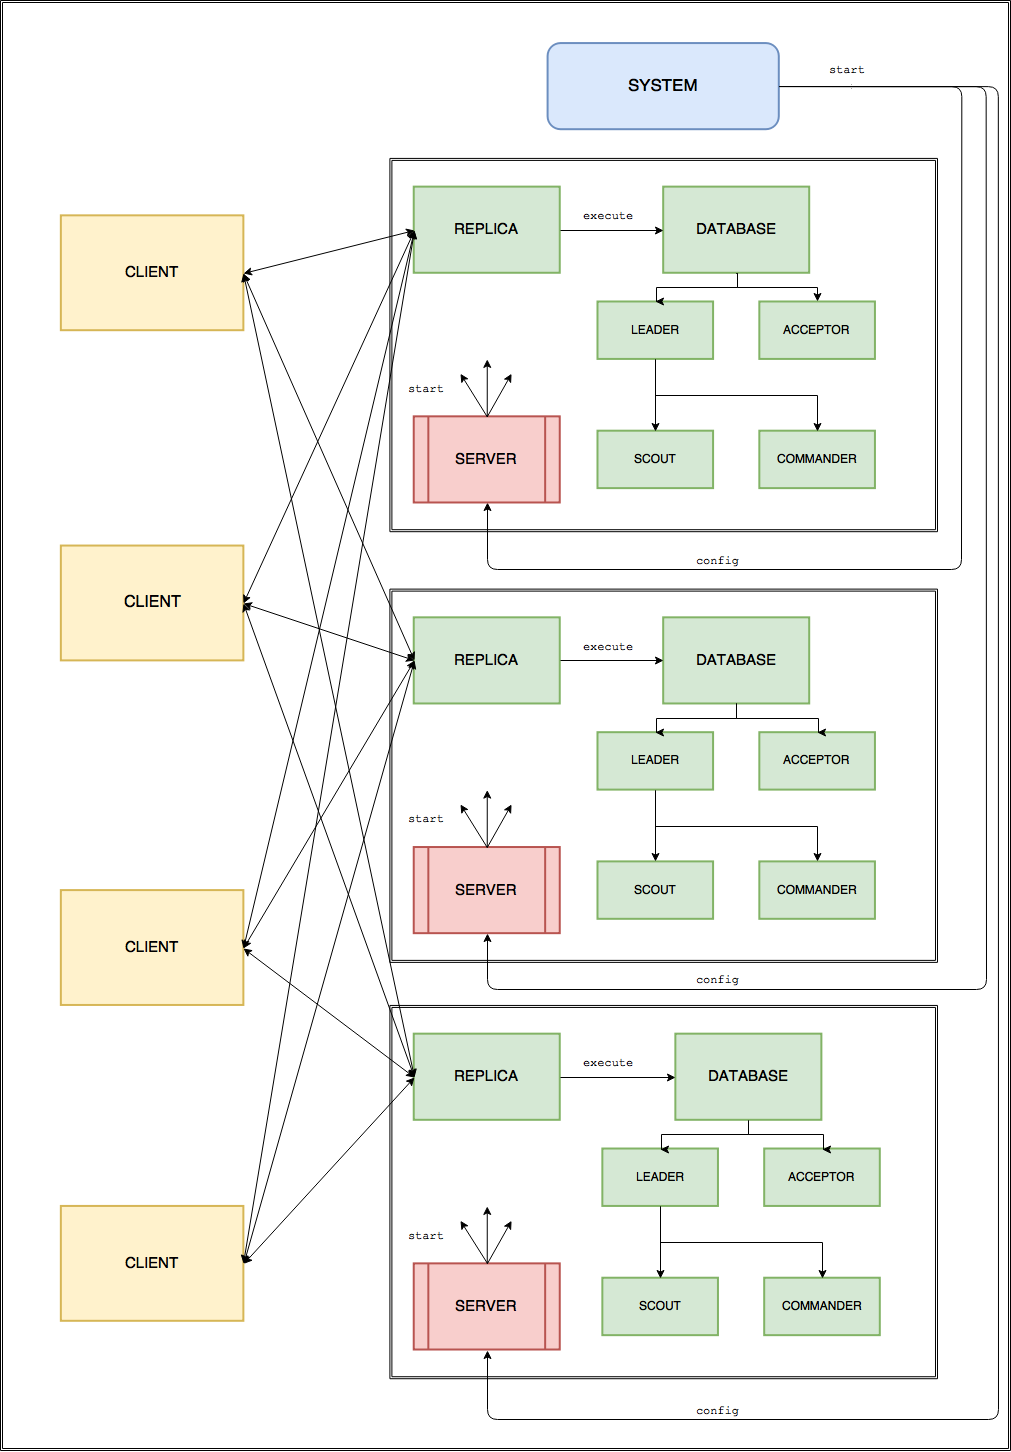 SYSTEM
start
CLIENT
CLIENT
CLIENT
CLIENT
REPLICA
execute
DATABASE
LEADER
ACCEPTOR
start
SERVER
SCOUT
COMMANDER
config
REPLICA
execute
DATABASE
LEADER
ACCEPTOR
start
SERVER
SCOUT
COMMANDER
config
REPLICA
execute
DATABASE
LEADER
ACCEPTOR
start
SERVER
SCOUT
COMMANDER
config